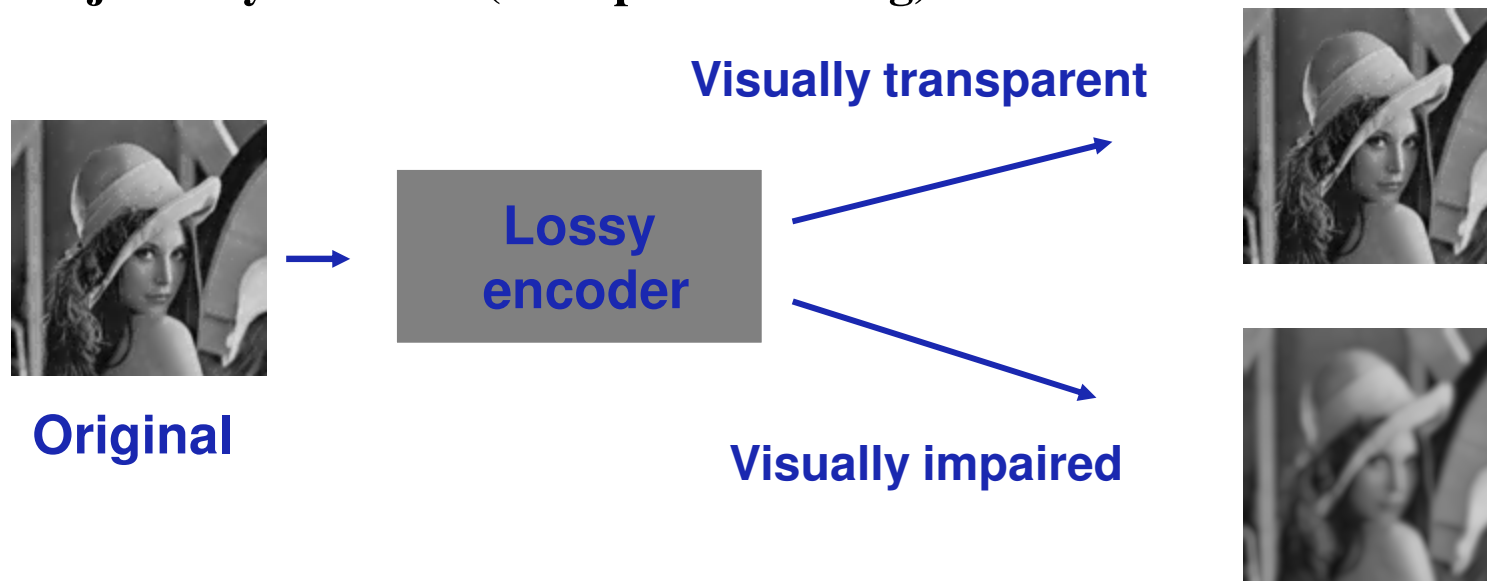 Visually transparent
Lossy
encoder
Original
Visually impaired